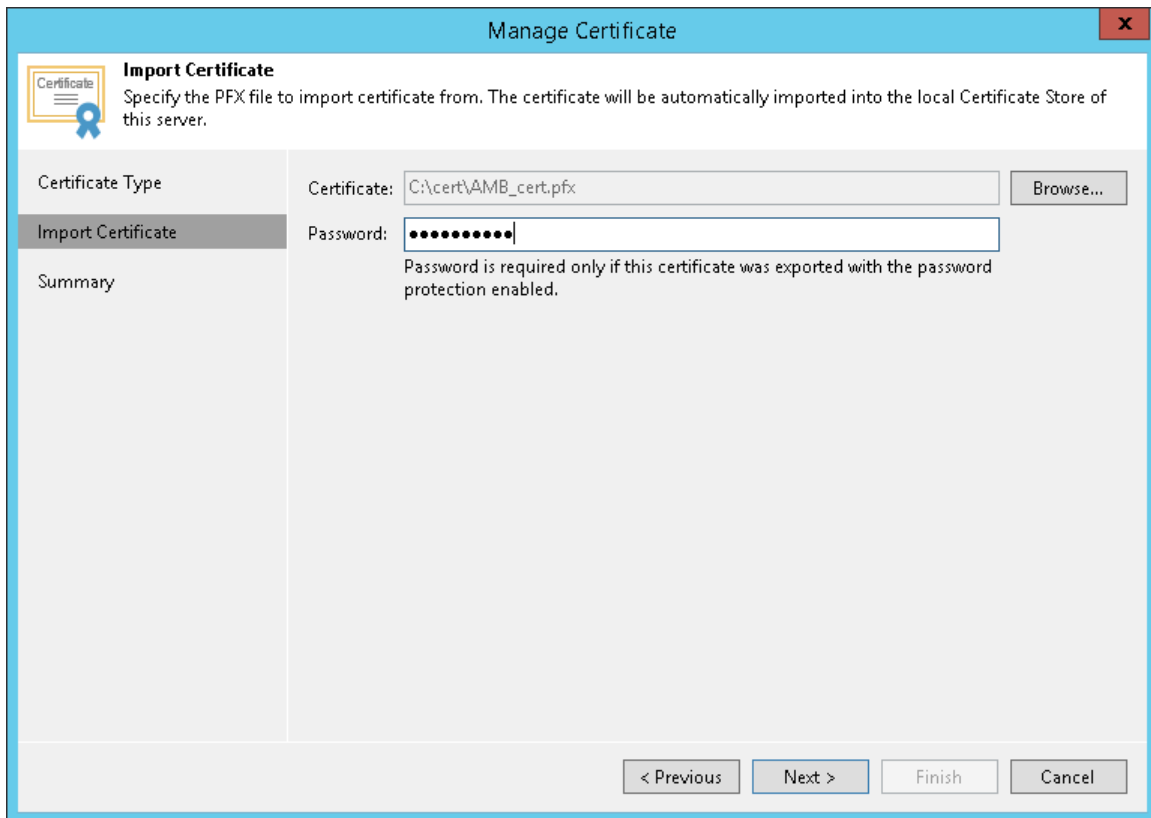 Manage Certificate
x
Certificate
Import Certificate
Specify the PFX file to import certificate from. The certificate will be automatically imported into the local Certificate Store of
this server.
Certificate Type
Import Certificate
Summary
Certificate: C:\cert\AMB_cert.pfx Browse...
Password: ●●●●●●●●●●
Password is required only if this certificate was exported with the password
protection enabled.
< Previous Next > Finish Cancel